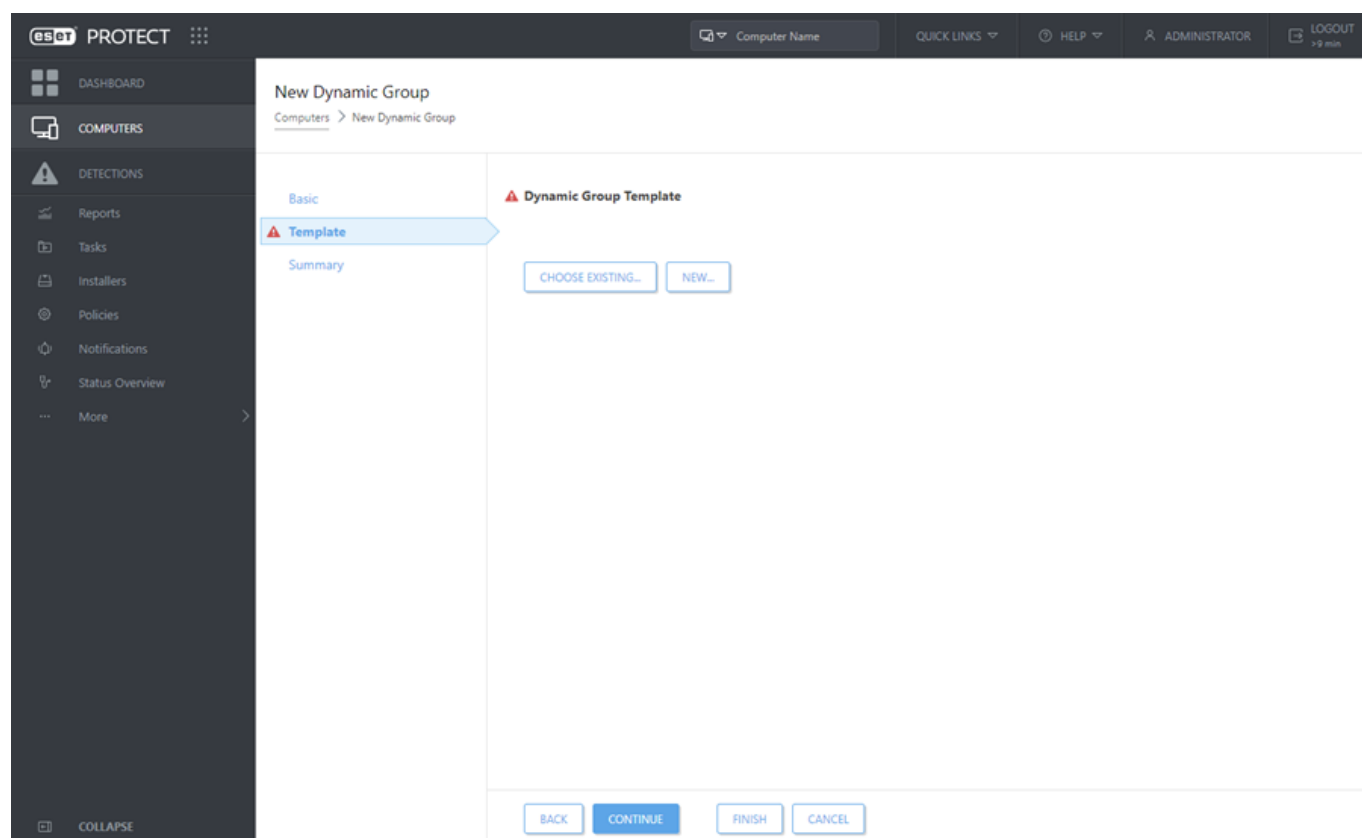 eset PROTECT
Computer Name
QUICK LINKS
HELP
ADMINISTRATOR
LOGOUT
>9 min
DASHBOARD
COMPUTERS
DETECTIONS
Reports
Tasks
Installers
Policies
Notifications
Status Overview
More
COLLAPSE
New Dynamic Group
Computers > New Dynamic Group
Basic
Template
Summary
Dynamic Group Template
CHOOSE EXISTING... NEW...
BACK CONTINUE FINISH CANCEL